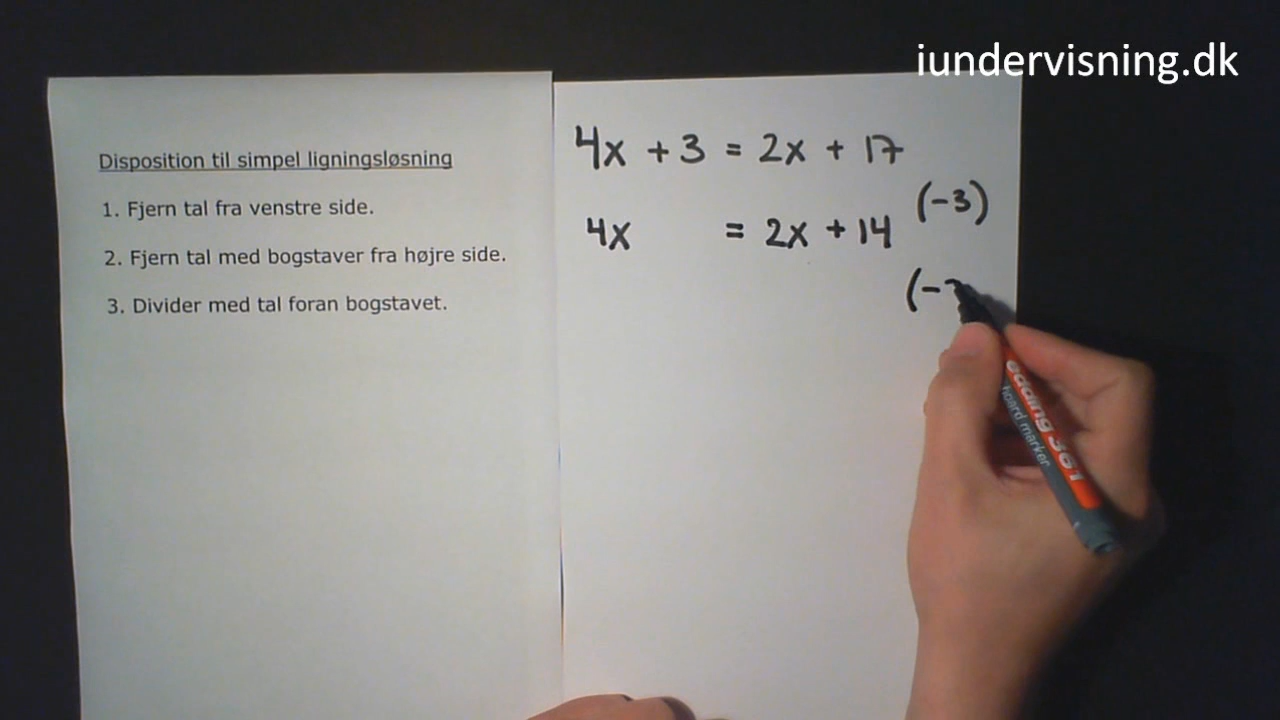 iundervisning.dk
Disposition til simpel ligningsløsning
1. Fjern tal fra venstre side.
2. Fjern tal med bogstaver fra højre side.
3. Divider med tal foran bogstavet.
4x + 3 = 2x + 17
(-3)
4x = 2x + 14
(-
edding 361
board marker